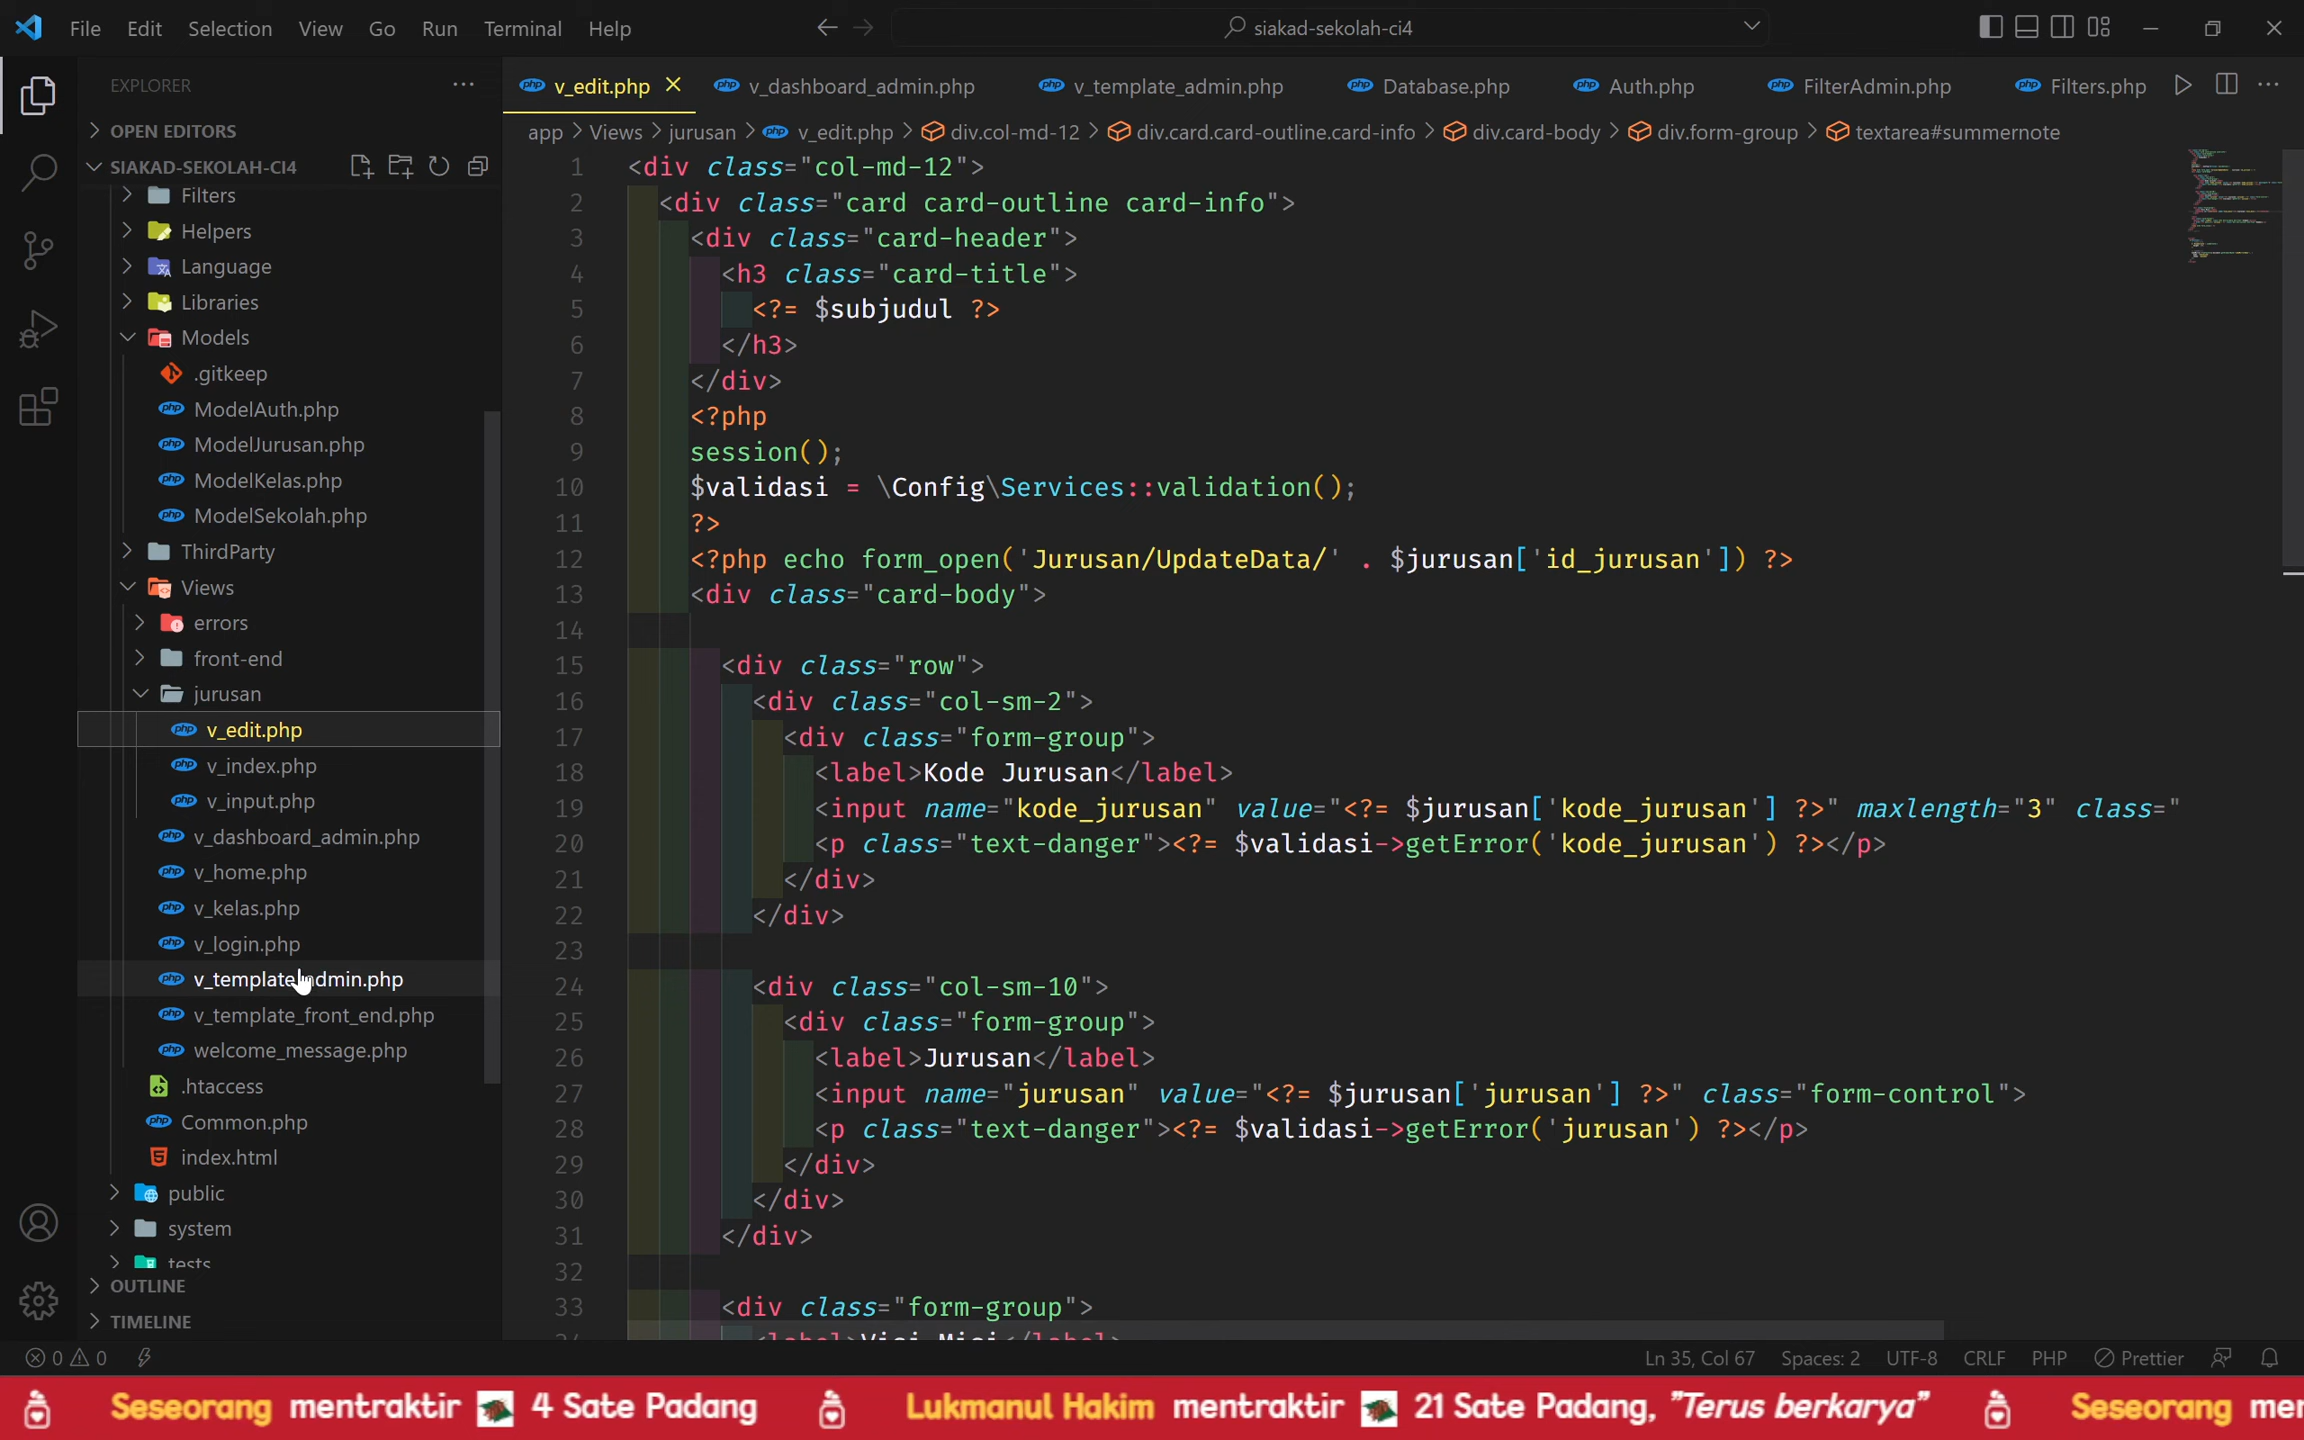 File Edit Selection View Go Run Terminal Help
siakad-sekolah-ci4
EXPLORER
OPEN EDITORS
SIAKAD-SEKOLAH-CI4
Filters
Helpers
Language
Libraries
Models
.gitkeep
ModelAuth.php
ModelJurusan.php
ModelKelas.php
ModelSekolah.php
ThirdParty
Views
errors
front-end
jurusan
v_edit.php
v_index.php
v_input.php
v_dashboard_admin.php
v_home.php
v_kelas.php
v_login.php
v_template_admin.php
v_template_front_end.php
welcome_message.php
.htaccess
Common.php
index.html
public
system
tests
OUTLINE
TIMELINE
v_edit.php v_dashboard_admin.php v_template_admin.php Database.php Auth.php FilterAdmin.php Filters.php
app > Views > jurusan > v_edit.php > div.col-md-12 > div.card.card-outline.card-info > div.card-body > div.form-group > textarea#summernote
1 <div class="col-md-12">
2 <div class="card card-outline card-info">
3 <div class="card-header">
4 <h3 class="card-title">
5 <?= $subjudul ?>
6 </h3>
7 </div>
8 <?php
9 session();
10 $validasi = \Config\Services::validation();
11 ?>
12 <?php echo form_open('Jurusan/UpdateData/' . $jurusan['id_jurusan']) ?>
13 <div class="card-body">
14
15 <div class="row">
16 <div class="col-sm-2">
17 <div class="form-group">
18 <label>Kode Jurusan</label>
19 <input name="kode_jurusan" value="<?= $jurusan['kode_jurusan'] ?>" maxlength="3" class="
20 <p class="text-danger"><?= $validasi->getError('kode_jurusan') ?></p>
21 </div>
22 </div>
23
24 <div class="col-sm-10">
25 <div class="form-group">
26 <label>Jurusan</label>
27 <input name="jurusan" value="<?= $jurusan['jurusan'] ?>" class="form-control">
28 <p class="text-danger"><?= $validasi->getError('jurusan') ?></p>
29 </div>
30 </div>
31 </div>
32
33 <div class="form-group">
34 <label>Visi Misi</label>
0 0
Ln 35, Col 67 Spaces: 2 UTF-8 CRLF PHP Prettier
Seseorang mentraktir 4 Sate Padang Lukmanul Hakim mentraktir 21 Sate Padang, "Terus berkarya" Seseorang mer